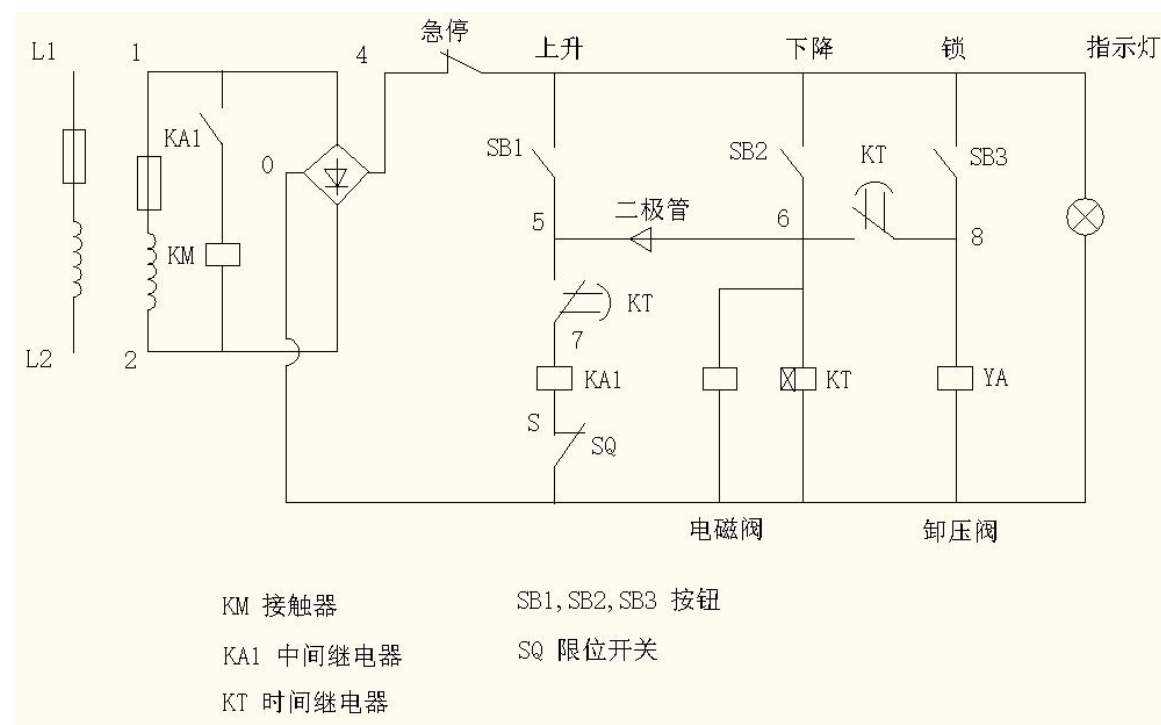 急停
L1
1
4
上升
下降
锁
指示灯
KA1
0
SB1
SB2
KT
SB3
二极管
5
6
8
KM
KT
7
L2
2
KA1
KT
YA
S
SQ
电磁阀
卸压阀
KM 接触器
SB1,SB2,SB3 按钮
KA1 中间继电器
SQ 限位开关
KT 时间继电器